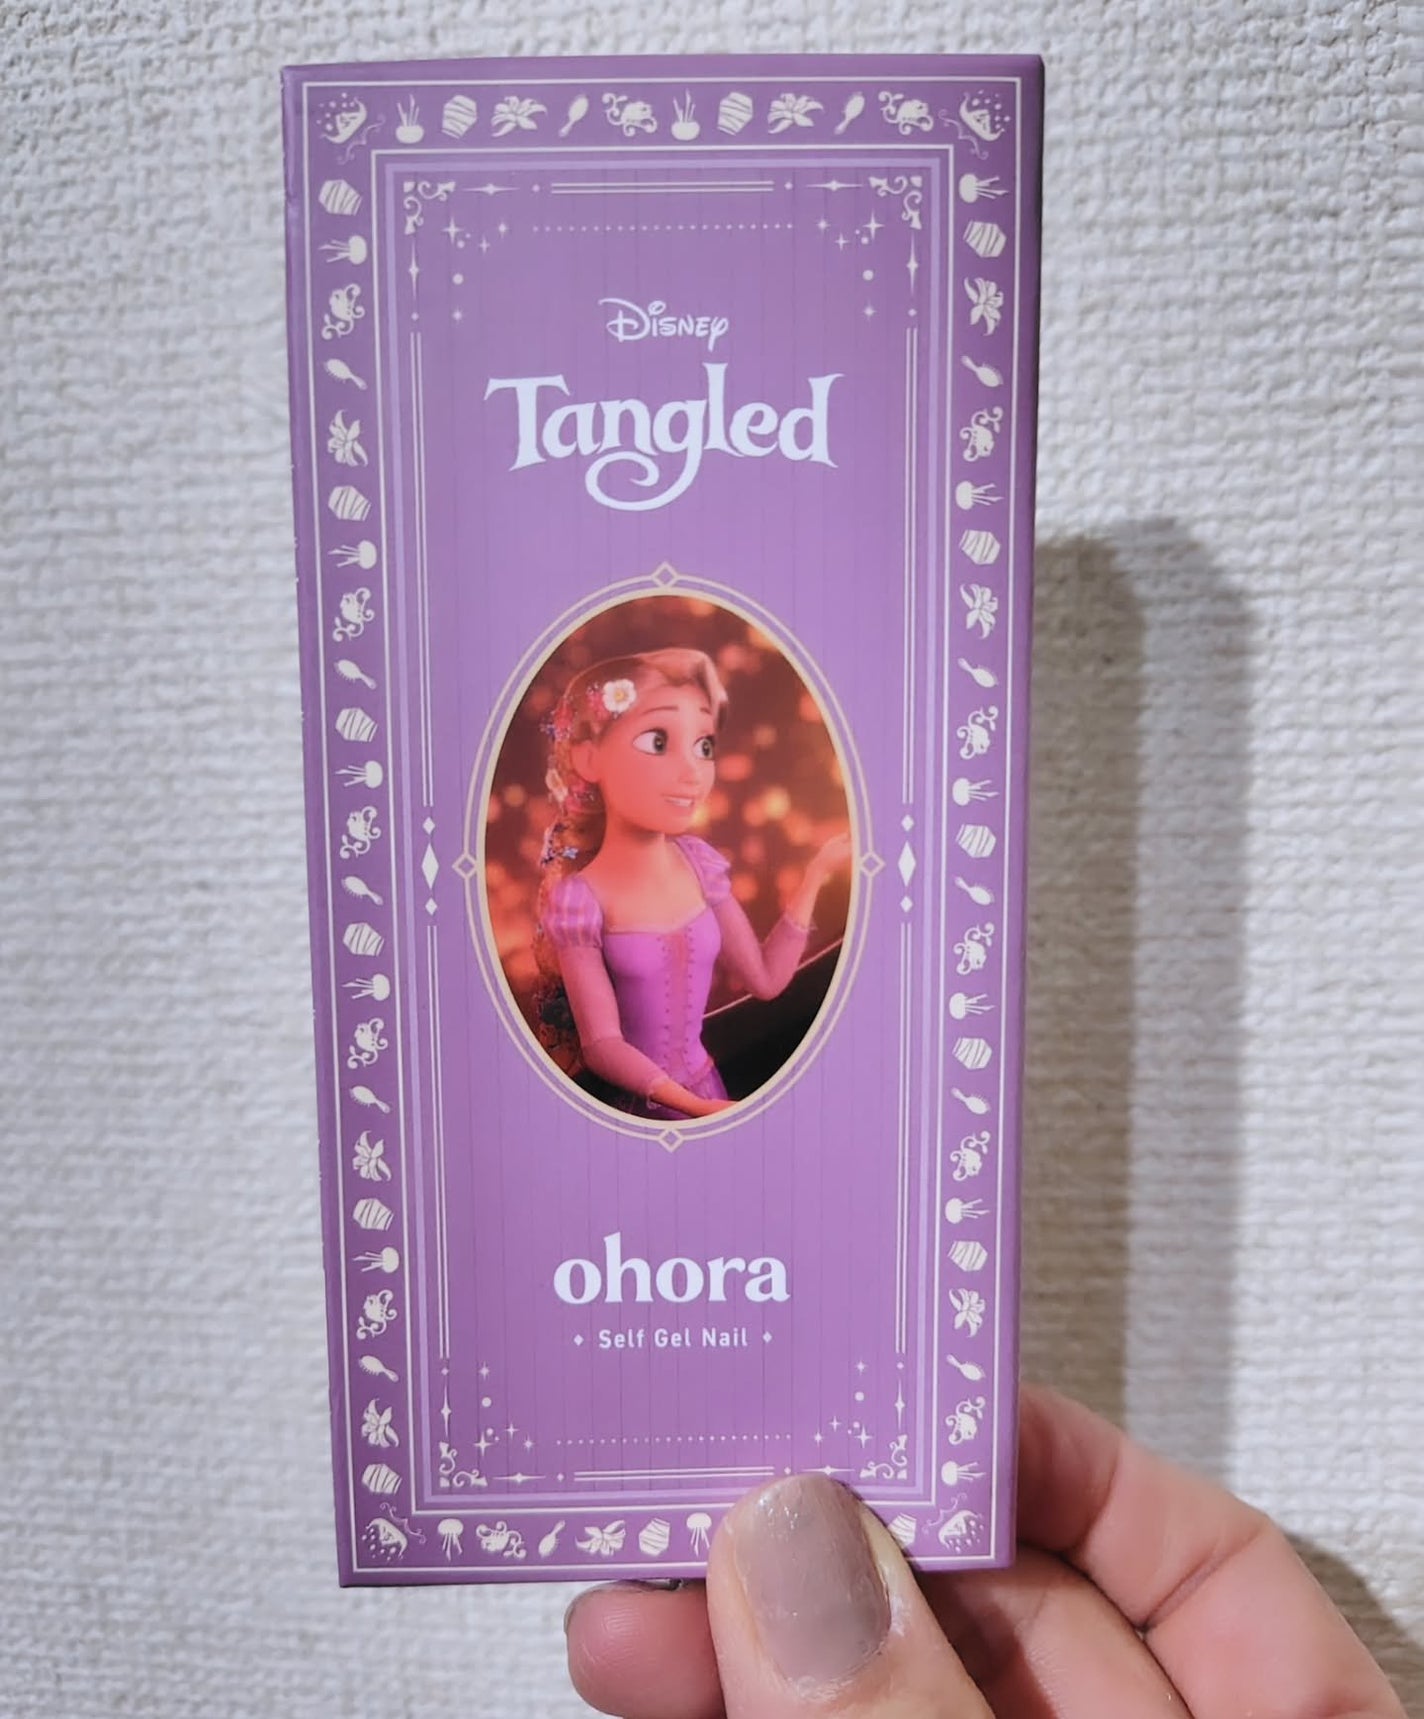 Disney
Tangled
ohora
Self Gel Nail